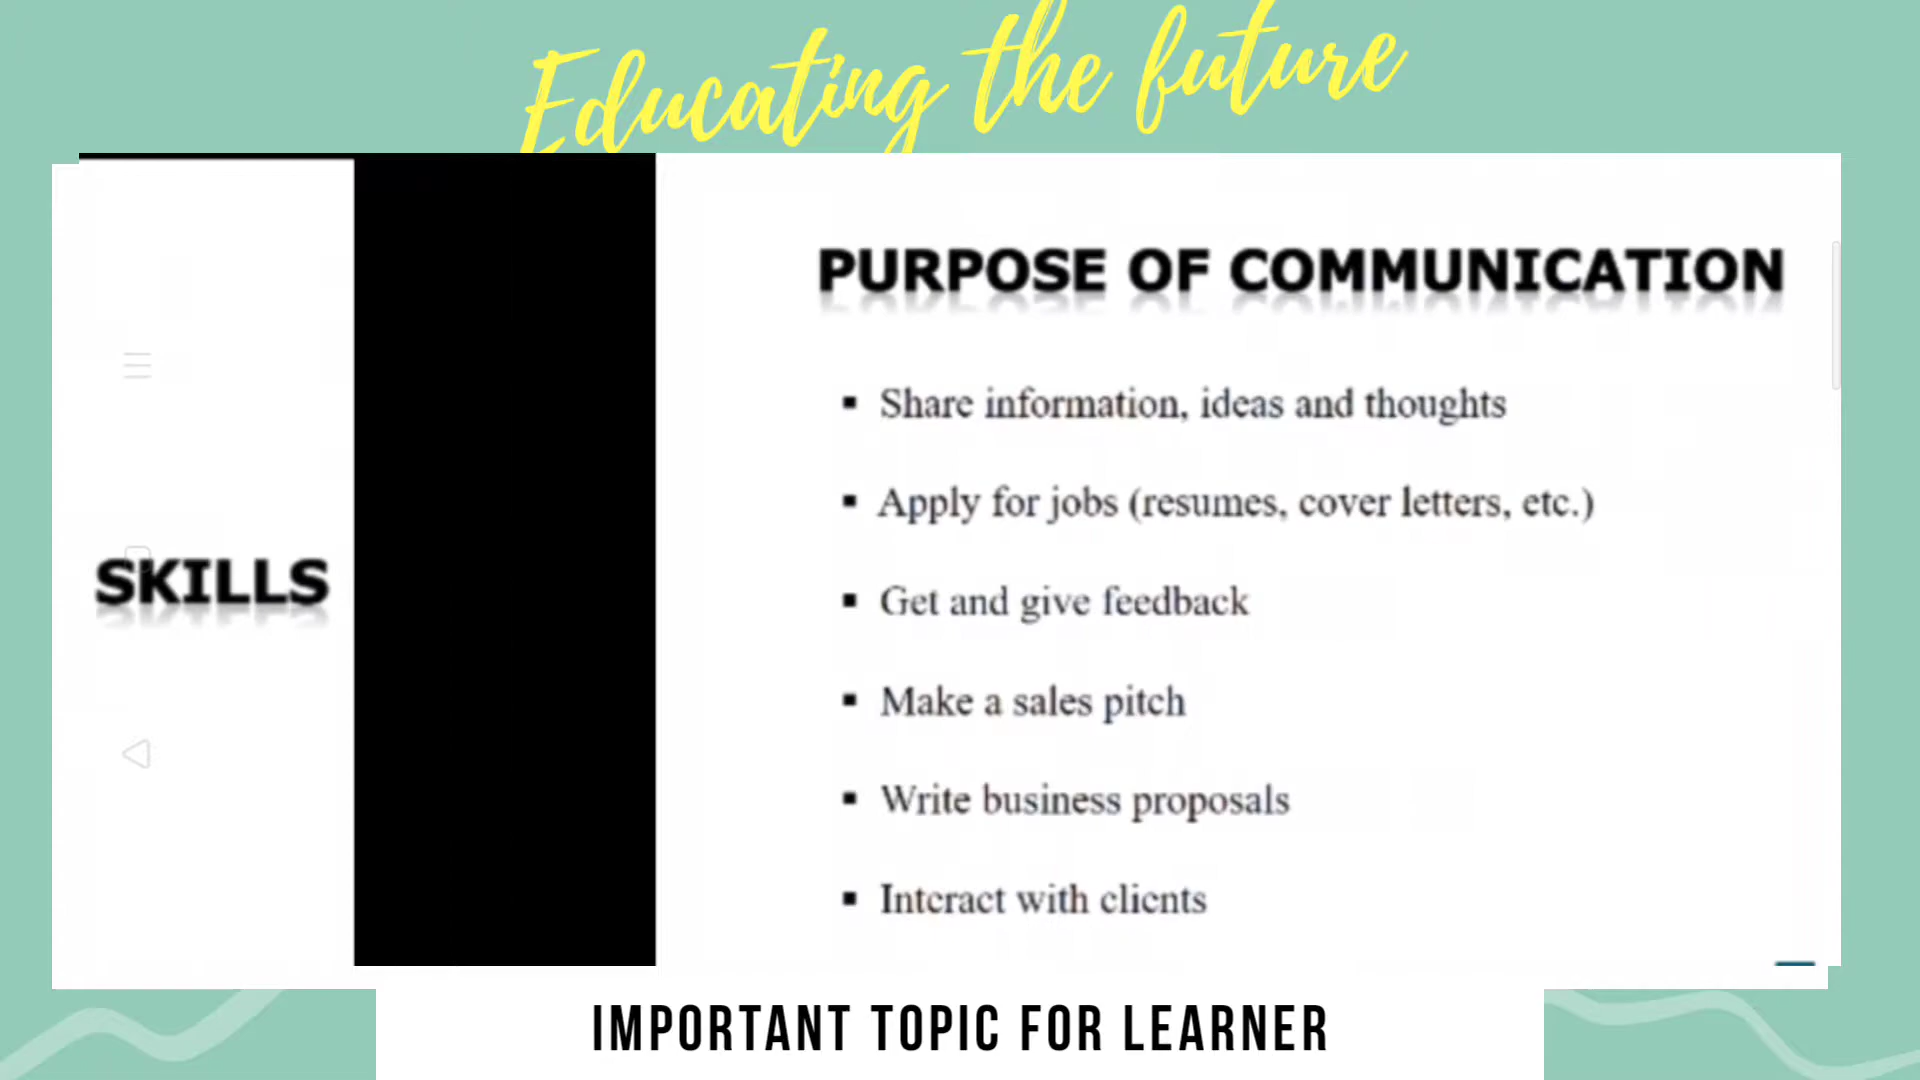 Educating the future
PURPOSE OF COMMUNICATION
▪ Share information, ideas and thoughts
▪ Apply for jobs (resumes, cover letters, etc.)
▪ Get and give feedback
SKILLS
▪ Make a sales pitch
▪ Write business proposals
▪ Interact with clients
IMPORTANT TOPIC FOR LEARNER